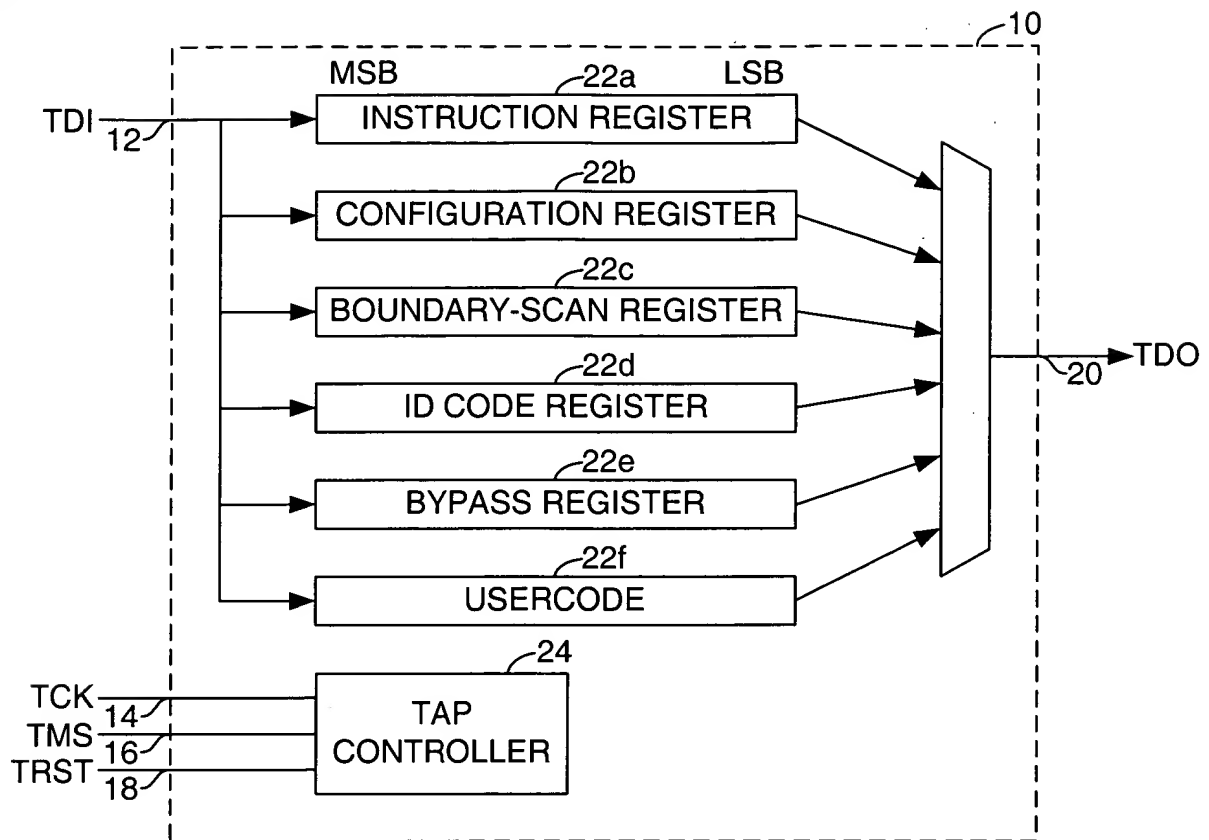 10
MSB
LSB
22a
TDI
12
INSTRUCTION REGISTER
22b
CONFIGURATION REGISTER
22c
BOUNDARY-SCAN REGISTER
20
TDO
22d
ID CODE REGISTER
22e
BYPASS REGISTER
22f
USERCODE
24
TCK
14
TMS
16
TRST
18
TAP
CONTROLLER